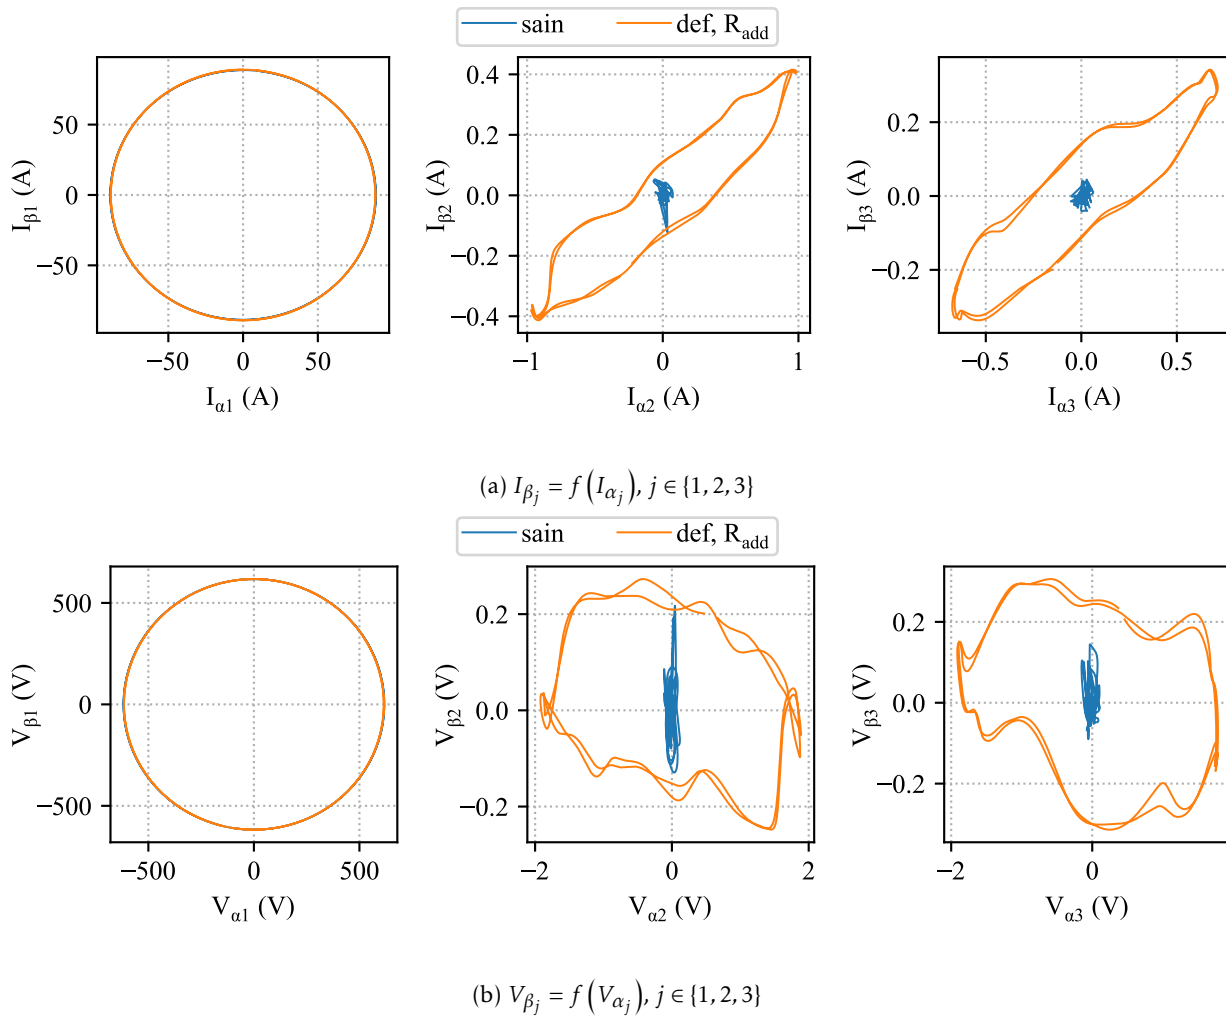 sain def, R_add
50
0
−50
I_β1 (A)
−50 0 50
I_α1 (A)
0.4
0.2
0.0
−0.2
−0.4
I_β2 (A)
−1 0 1
I_α2 (A)
0.2
0.0
−0.2
I_β3 (A)
−0.5 0.0 0.5
I_α3 (A)
(a) I_βj = f(I_αj), j ∈ {1, 2, 3}
sain def, R_add
500
0
−500
V_β1 (V)
−500 0 500
V_α1 (V)
0.2
0.0
−0.2
V_β2 (V)
−2 0 2
V_α2 (V)
0.2
0.0
−0.2
V_β3 (V)
−2 0
V_α3 (V)
(b) V_βj = f(V_αj), j ∈ {1, 2, 3}